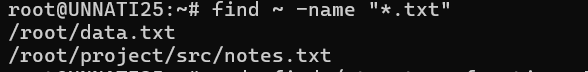 root@UNNATI25:~# find ~ -name "*.txt"
/root/data.txt
/root/project/src/notes.txt